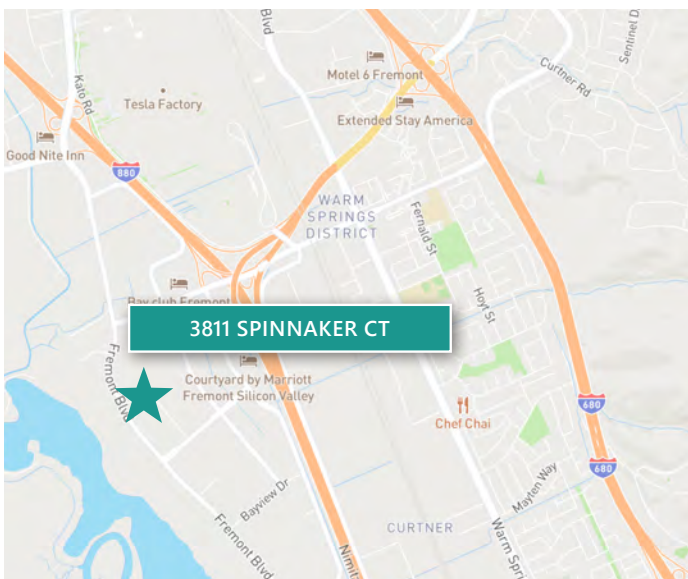 Blvd
Motel 6 Fremont
Curtner Rd
Sentinel D
Kato Rd
Tesla Factory
Extended Stay America
Good Nite Inn
880
WARM
SPRINGS
DISTRICT
Fernald St
Bay club Fremont
Hoyt St
3811 SPINNAKER CT
Fremont Blvd
Courtyard by Marriott
Fremont Silicon Valley
Chef Chai
680
680
Mayten Way
Bayview Dr
CURTNER
Fremont Blvd
Nimit
Warm Spri